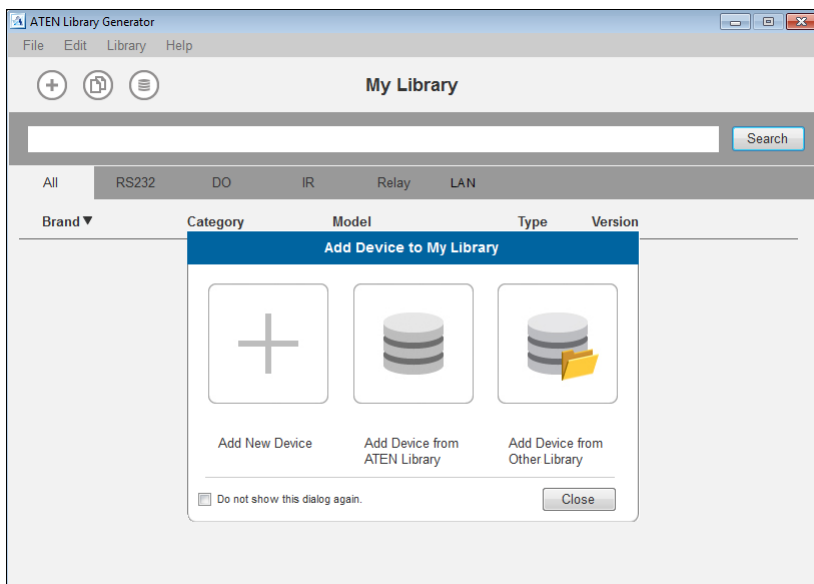 ATEN Library Generator
File Edit Library Help
My Library
Search
All RS232 DO IR Relay LAN
Brand▼ Category Model Type Version
Add Device to My Library
Add New Device
Add Device from
ATEN Library
Add Device from
Other Library
Do not show this dialog again.
Close